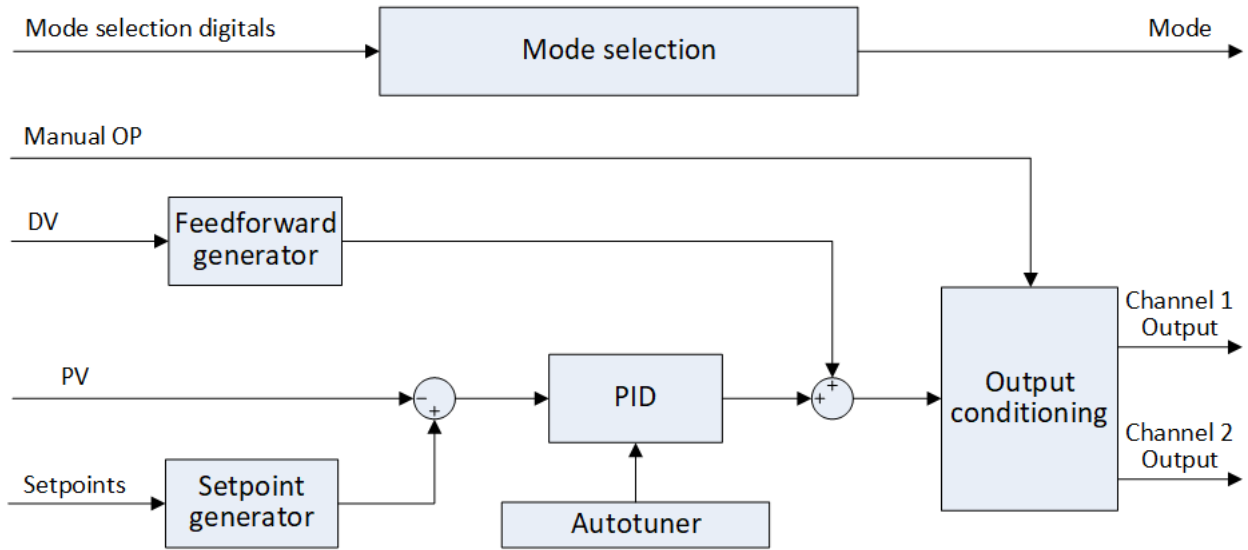 Mode selection digitals
Mode selection
Mode
Manual OP
DV
Feedforward
generator
Channel 1
Output
PV
−
+
PID
+
+
Output
conditioning
Channel 2
Output
Setpoints
Setpoint
generator
Autotuner